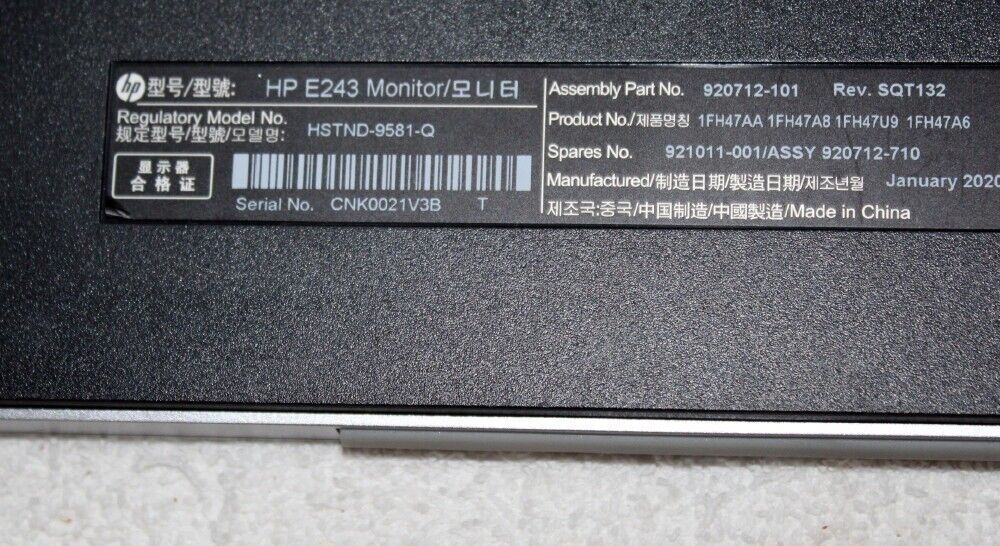 hp 型号/型號: HP E243 Monitor/모니터
Regulatory Model No.
规定型号/型號/모델명: HSTND-9581-Q
显示器
合格证
Serial No. CNK0021V3B T
Assembly Part No. 920712-101 Rev. SQT132
Product No./제품명칭 1FH47AA 1FH47A8 1FH47U9 1FH47A6
Spares No. 921011-001/ASSY 920712-710
Manufactured/制造日期/製造日期/제조년월 January 2020
제조국:중국/中国制造/中國製造/Made in China